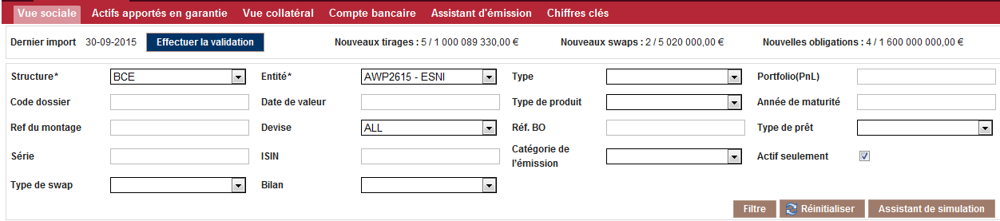 Vue sociale Actifs apportés en garantie Vue collatéral Compte bancaire Assistant d'émission Chiffres clés
Dernier import 30-09-2015 Effectuer la validation Nouveaux tirages : 5 / 1 000 089 330,00 € Nouveaux swaps : 2 / 5 020 000,00 € Nouvelles obligations : 4 / 1 600 000 000,00 €
Structure* BCE Entité* AWP2615 - ESNI Type Portfolio(PnL)
Code dossier Date de valeur Type de produit Année de maturité
Ref du montage Devise ALL Réf. BO Type de prêt
Série ISIN Catégorie de l'émission Actif seulement
Type de swap Bilan
Filtre Réinitialiser Assistant de simulation